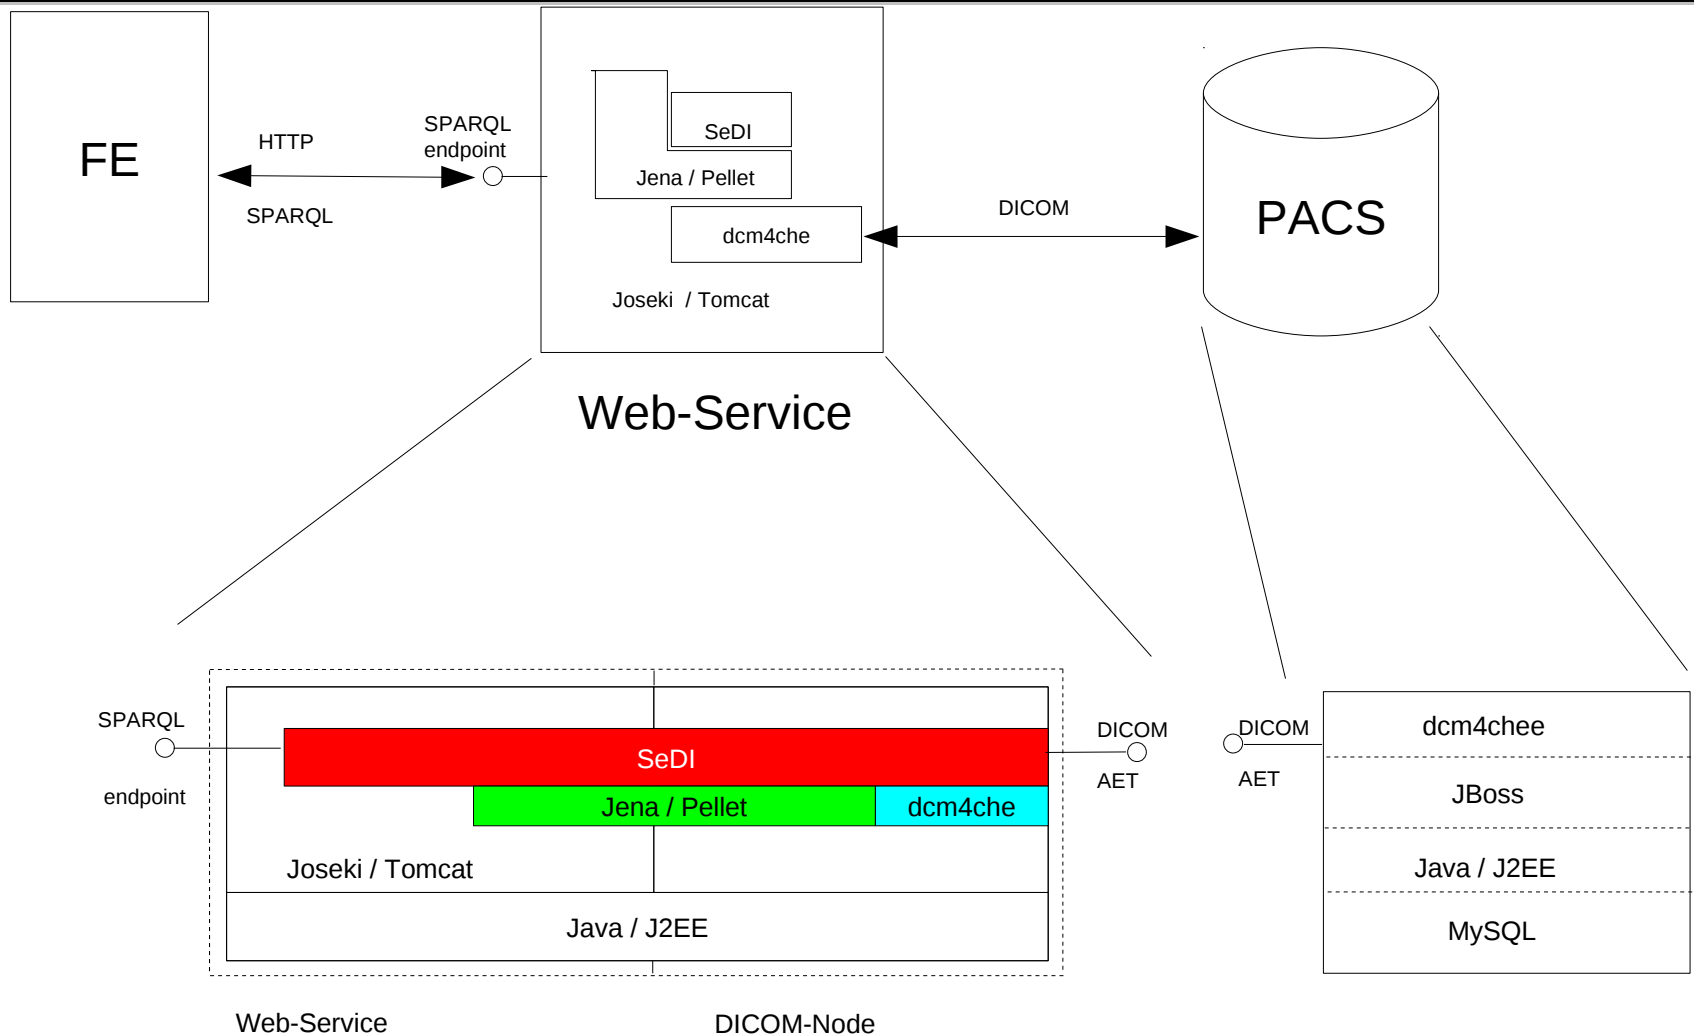 FE
HTTP
SPARQL
SPARQL
endpoint
SeDI
Jena / Pellet
dcm4che
Joseki / Tomcat
Web-Service
DICOM
PACS
SPARQL
endpoint
SeDI
Jena / Pellet
dcm4che
Joseki / Tomcat
Java / J2EE
DICOM
AET
DICOM
AET
dcm4chee
JBoss
Java / J2EE
MySQL
Web-Service
DICOM-Node